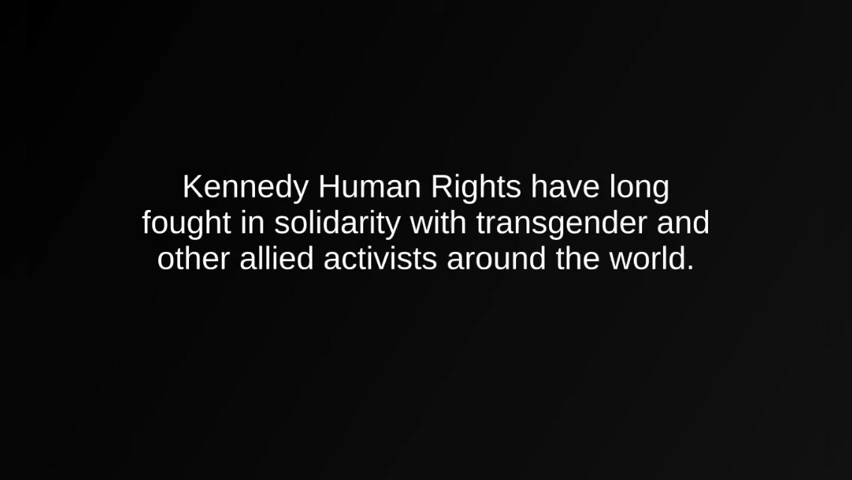 Kennedy Human Rights have long
fought in solidarity with transgender and
other allied activists around the world.